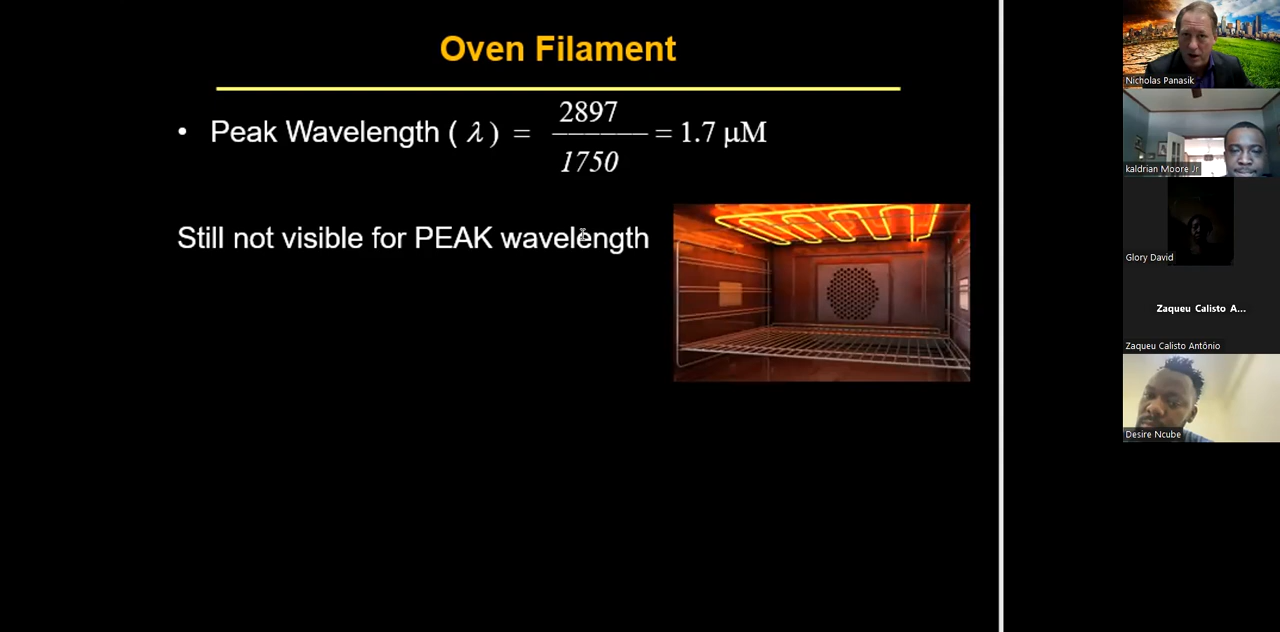 Oven Filament
• Peak Wavelength ( λ ) = 2897 / 1750 = 1.7 μM
Still not visible for PEAK wavelength
Nicholas Panasik
kaldrian Moore Jr
Glory David
Zaqueu Calisto A...
Zaqueu Calisto Antônio
Desire Ncube